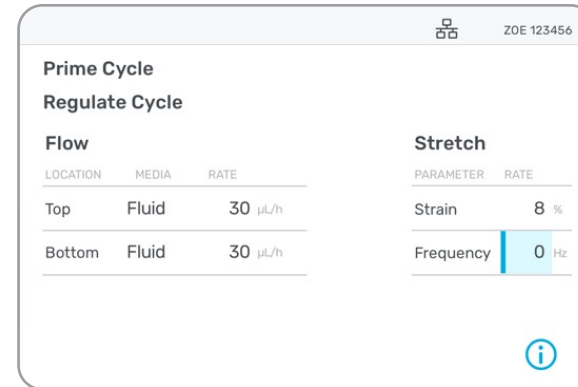 ZOE 123456
Prime Cycle
Regulate Cycle
Flow
LOCATION MEDIA RATE
Top Fluid 30 µL/h
Bottom Fluid 30 µL/h
Stretch
PARAMETER RATE
Strain 8 %
Frequency 0 Hz